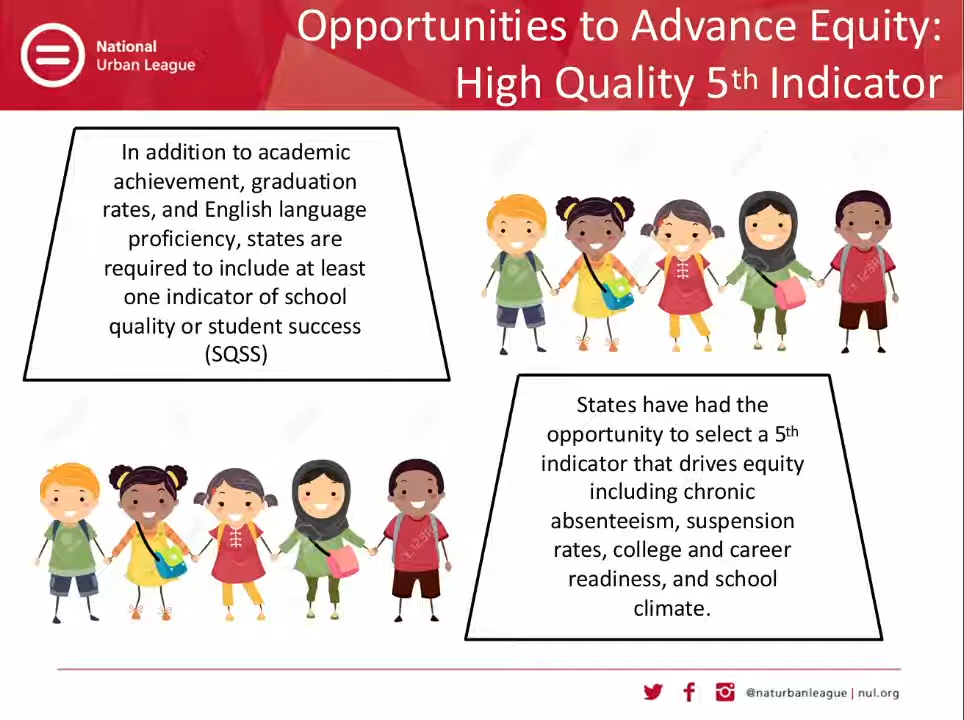 National
Urban League
Opportunities to Advance Equity:
High Quality 5th Indicator
In addition to academic
achievement, graduation
rates, and English language
proficiency, states are
required to include at least
one indicator of school
quality or student success
(SQSS)
States have had the
opportunity to select a 5th
indicator that drives equity
including chronic
absenteeism, suspension
rates, college and career
readiness, and school
climate.
@naturbanleague | nul.org